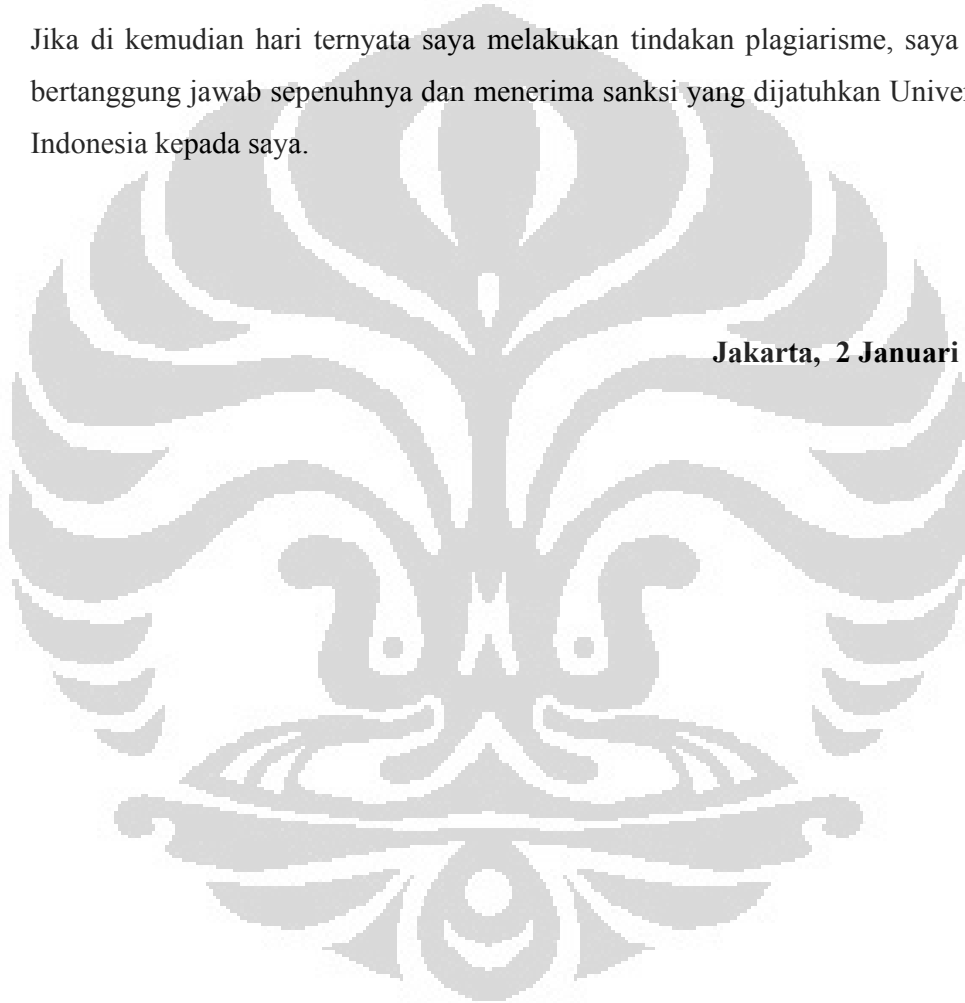 Jika di kemudian hari ternyata saya melakukan tindakan plagiarisme, saya
bertanggung jawab sepenuhnya dan menerima sanksi yang dijatuhkan Univer
Indonesia kepada saya.
Jakarta, 2 Januari